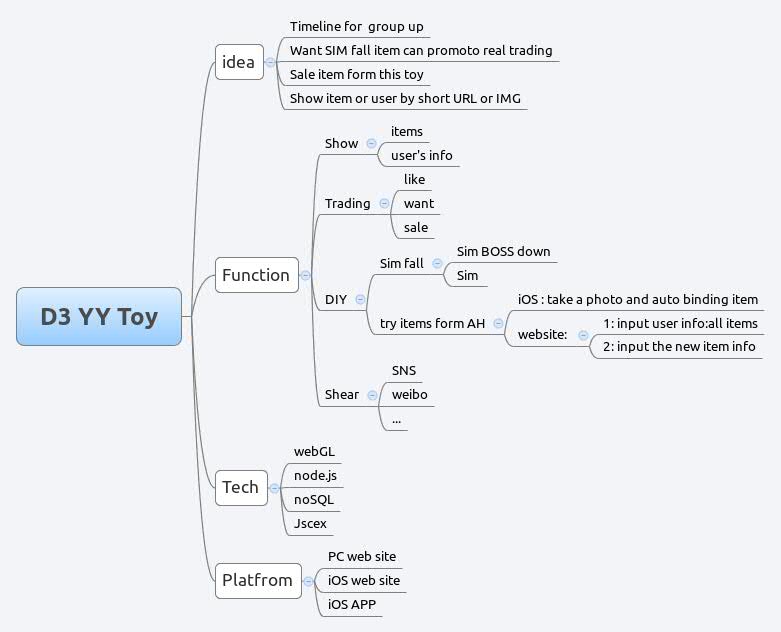 D3 YY Toy
idea
Timeline for group up
Want SIM fall item can promoto real trading
Sale item form this toy
Show item or user by short URL or IMG
Function
Show
items
user's info
Trading
like
want
sale
DIY
Sim fall
Sim BOSS down
Sim
try items form AH
iOS : take a photo and auto binding item
website:
1: input user info:all items
2: input the new item info
Shear
SNS
weibo
...
Tech
webGL
node.js
noSQL
Jscex
Platfrom
PC web site
iOS web site
iOS APP